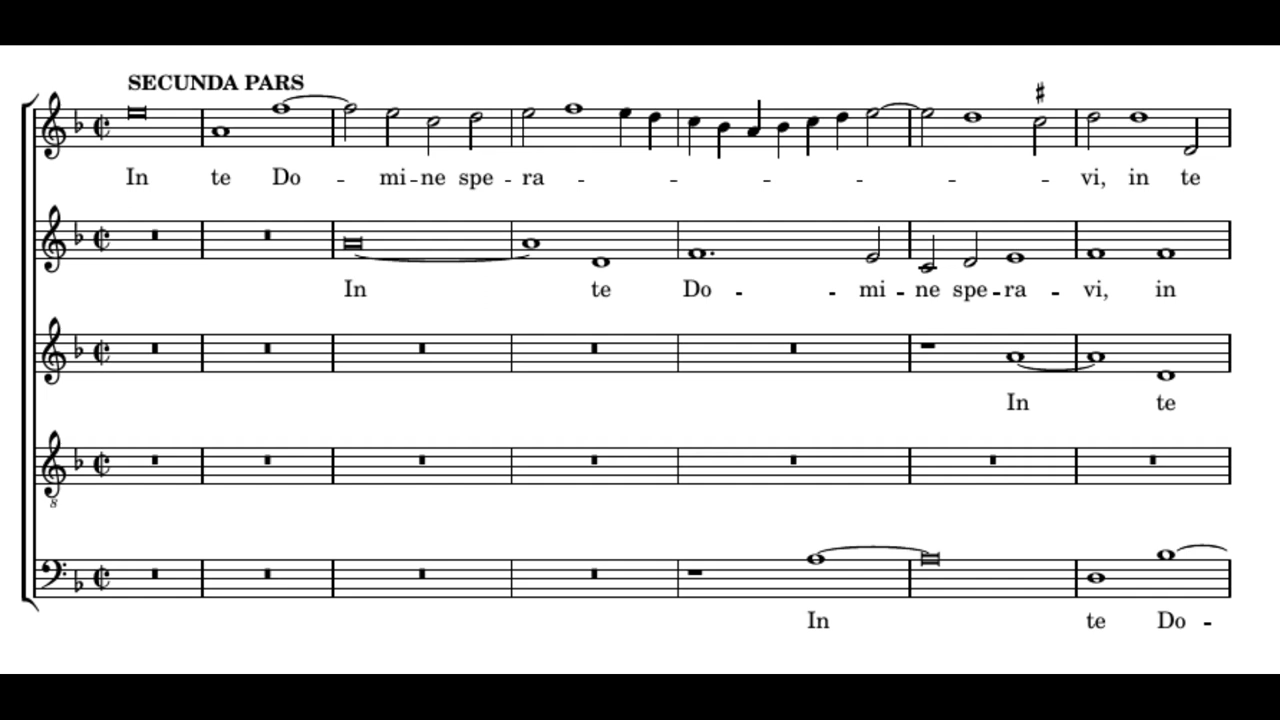 SECUNDA PARS
In te Do - mi - ne spe - ra - - - - - - vi, in te
In te Do - - mi - ne spe - ra - vi, in
In te
8
In te Do -